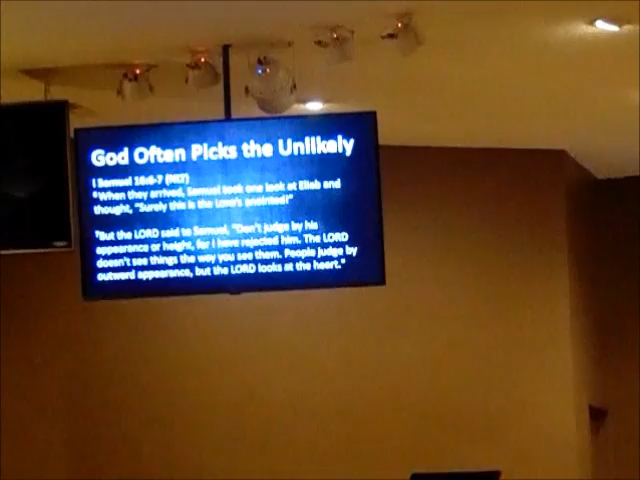 God Often Picks the Unlikely
I Samuel 16:6-7 (NLT)
⁶When they arrived, Samuel took one look at Eliab and
thought, "Surely this is the LORD's anointed!"
⁷But the LORD said to Samuel, "Don't judge by his
appearance or height, for I have rejected him. The LORD
doesn't see things the way you see them. People judge by
outward appearance, but the LORD looks at the heart."